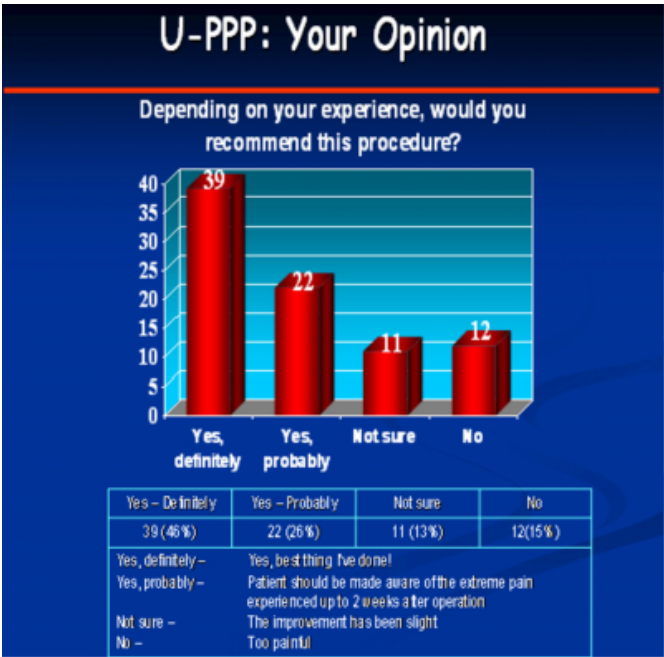 U-PPP: Your Opinion
Depending on your experience, would you
recommend this procedure?
40
35
30
25
20
15
10
5
0
39
22
11
12
Yes, definitely
Yes, probably
Not sure
No
Yes – Definitely Yes – Probably Not sure No
39 (46%) 22 (26%) 11 (13%) 12(15%)
Yes, definitely – Yes, best thing I've done!
Yes, probably – Patient should be made aware of the extreme pain
experienced up to 2 weeks after operation
Not sure – The improvement has been slight
No – Too painful